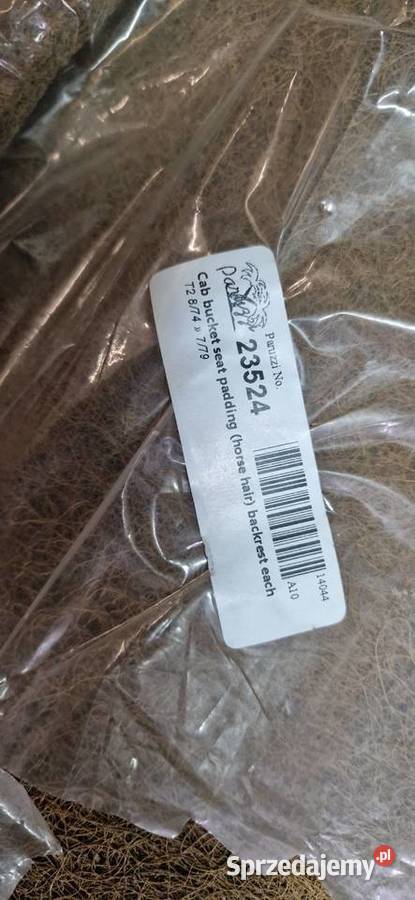 Paruzzi No.
Paruzzi 23524
Cab bucket seat padding (horse hair) backrest each
T2 8/74 » 7/79
14044
A10
Sprzedajemy.pl